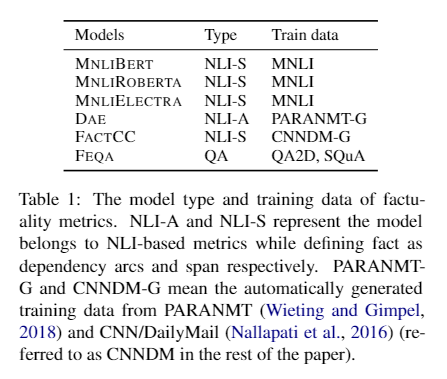 Models Type Train data
MNLIBERT NLI-S MNLI
MNLIROBERTA NLI-S MNLI
MNLIELECTRA NLI-S MNLI
DAE NLI-A PARANMT-G
FACTCC NLI-S CNNDM-G
FEQA QA QA2D, SQuA
Table 1: The model type and training data of factu-
ality metrics. NLI-A and NLI-S represent the model
belongs to NLI-based metrics while defining fact as
dependency arcs and span respectively. PARANMT-
G and CNNDM-G mean the automatically generated
training data from PARANMT (Wieting and Gimpel,
2018) and CNN/DailyMail (Nallapati et al., 2016) (re-
ferred to as CNNDM in the rest of the paper).